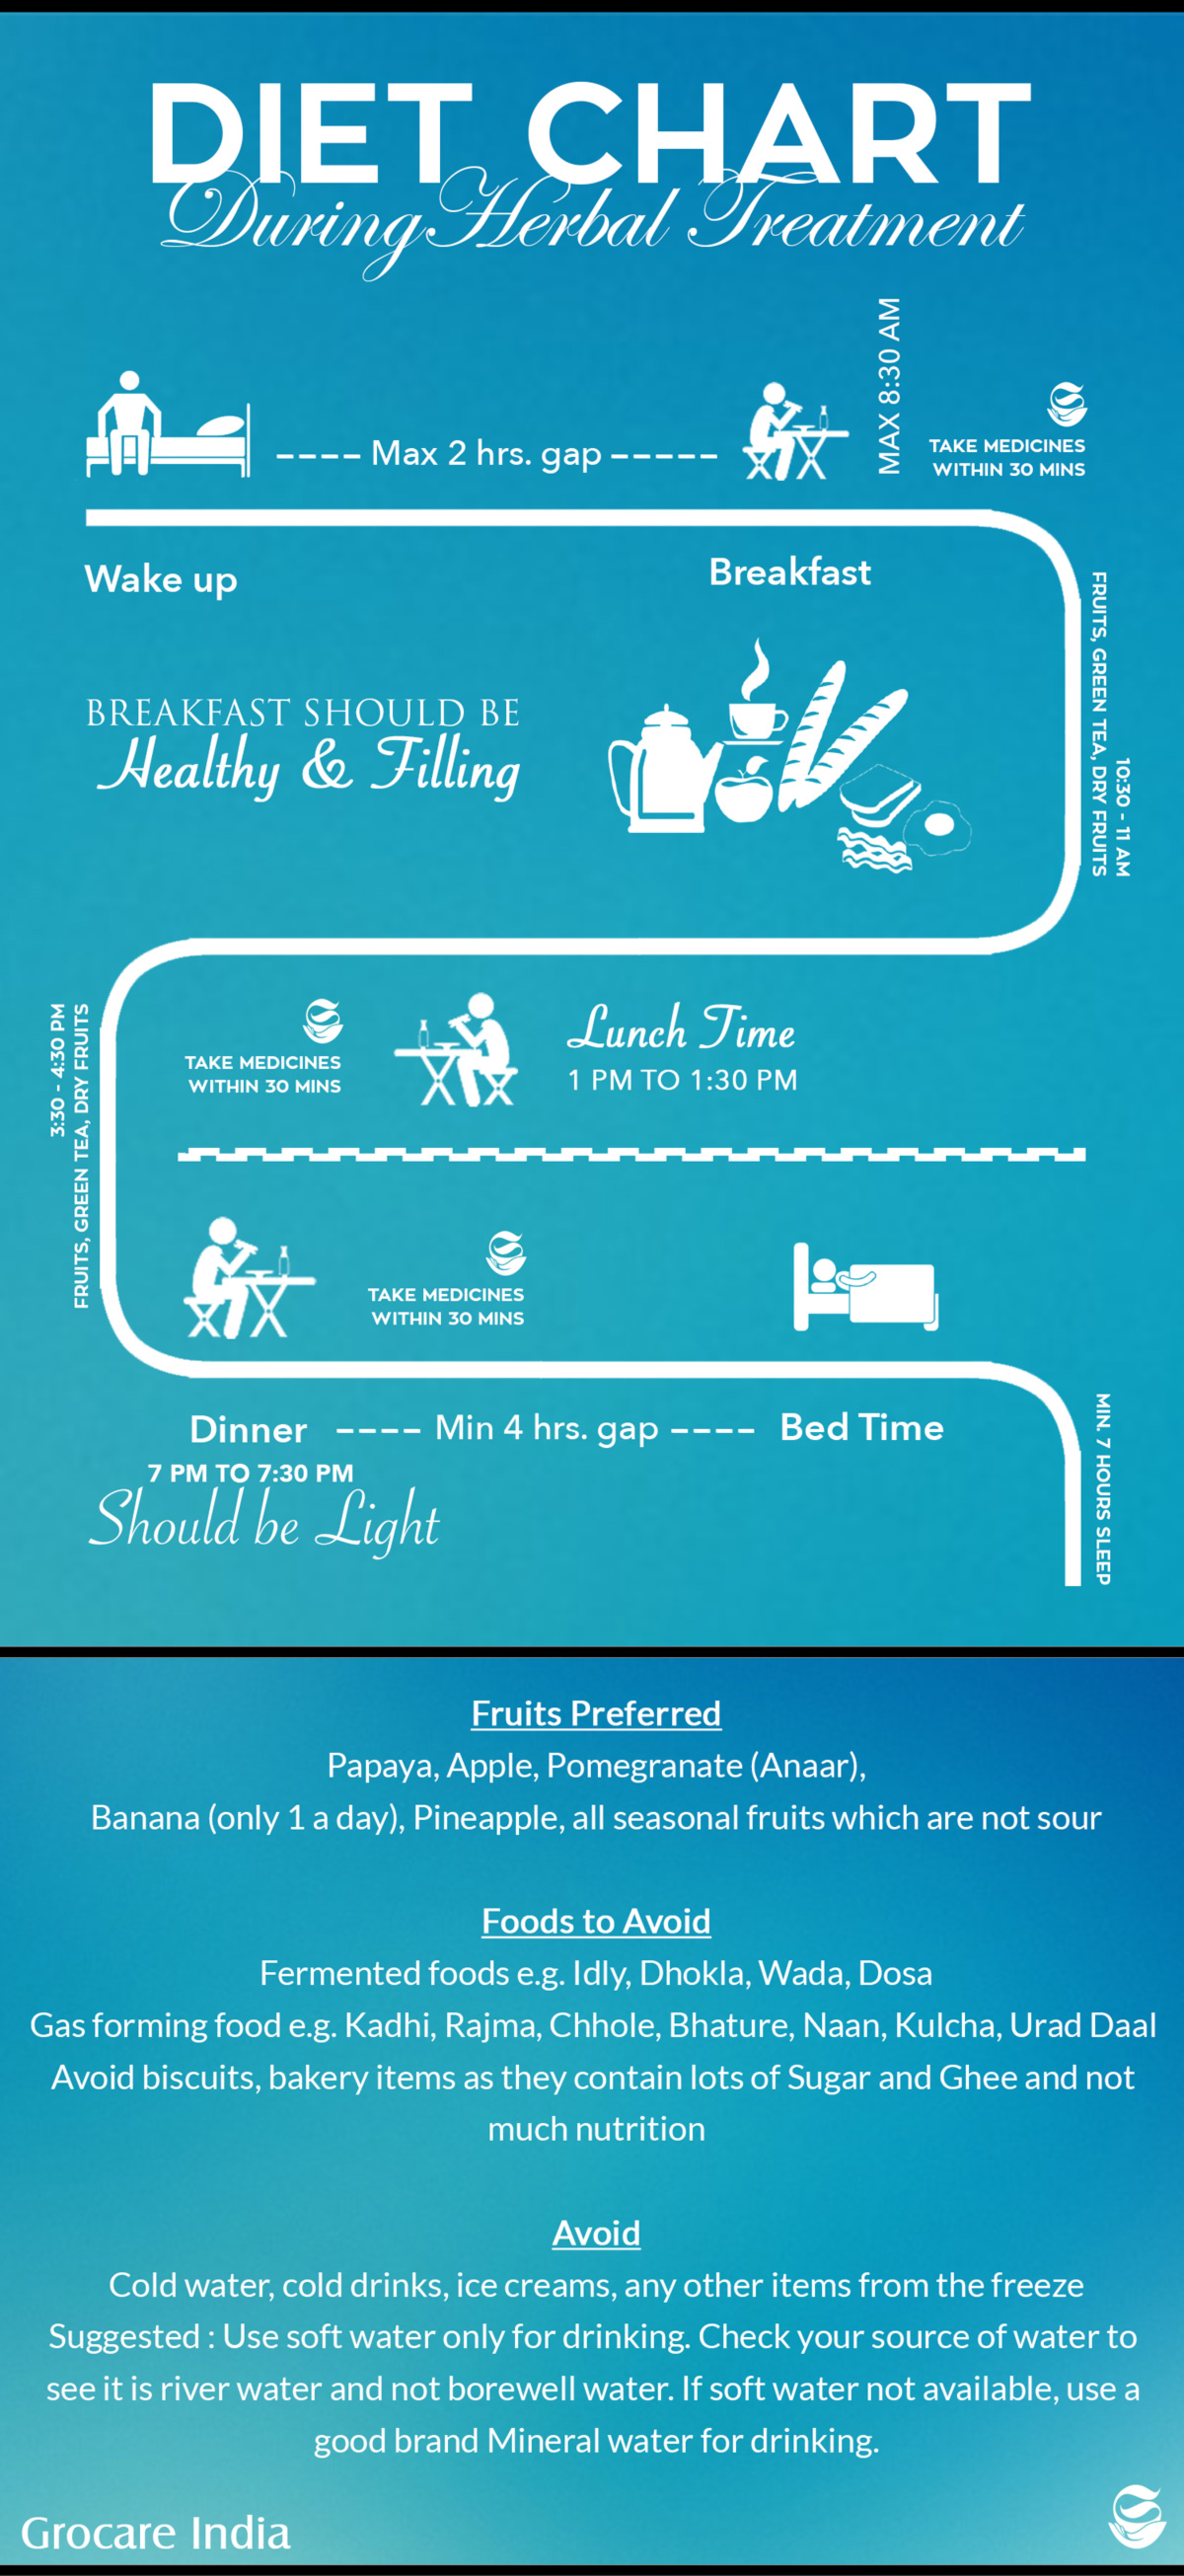 DIET CHART
During Herbal Treatment
MAX 8:30 AM
---- Max 2 hrs. gap -----
TAKE MEDICINES
WITHIN 30 MINS
Wake up
Breakfast
BREAKFAST SHOULD BE
Healthy & Filling
10:30 - 11 AM
FRUITS, GREEN TEA, DRY FRUITS
TAKE MEDICINES
WITHIN 30 MINS
Lunch Time
1 PM TO 1:30 PM
3:30 - 4:30 PM
FRUITS, GREEN TEA, DRY FRUITS
TAKE MEDICINES
WITHIN 30 MINS
Dinner ---- Min 4 hrs. gap ---- Bed Time
7 PM TO 7:30 PM
Should be Light
MIN. 7 HOURS SLEEP
Fruits Preferred
Papaya, Apple, Pomegranate (Anaar),
Banana (only 1 a day), Pineapple, all seasonal fruits which are not sour
Foods to Avoid
Fermented foods e.g. Idly, Dhokla, Wada, Dosa
Gas forming food e.g. Kadhi, Rajma, Chhole, Bhature, Naan, Kulcha, Urad Daal
Avoid biscuits, bakery items as they contain lots of Sugar and Ghee and not
much nutrition
Avoid
Cold water, cold drinks, ice creams, any other items from the freeze
Suggested : Use soft water only for drinking. Check your source of water to
see it is river water and not borewell water. If soft water not available, use a
good brand Mineral water for drinking.
Grocare India